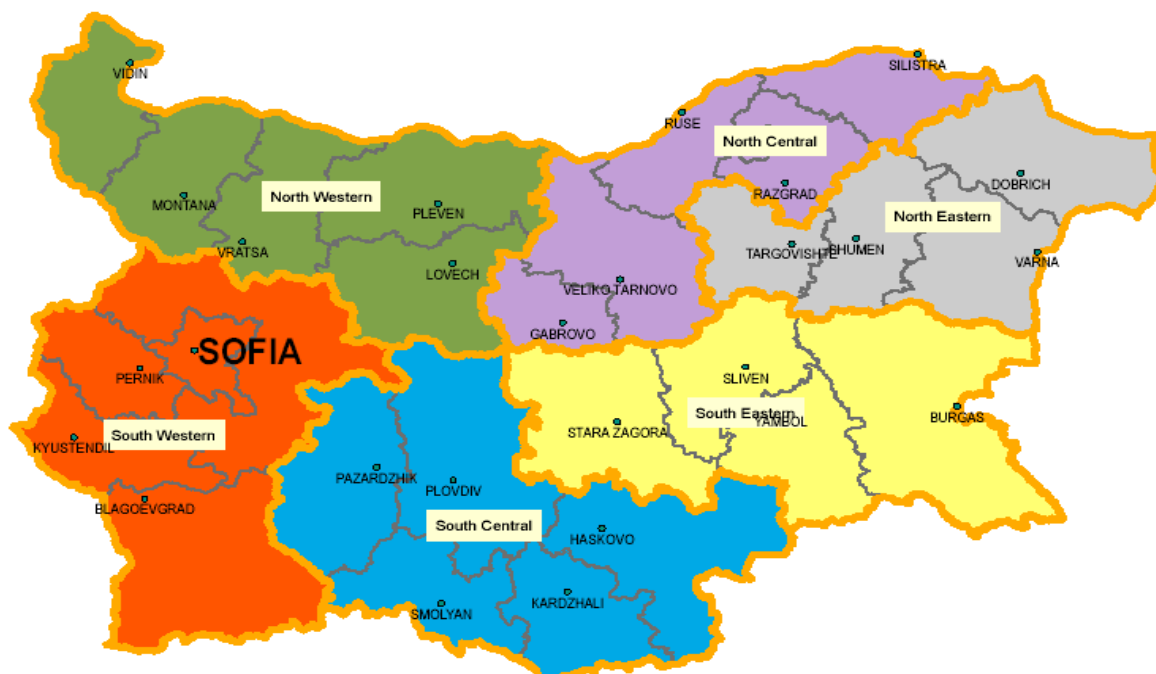 VIDIN
SILISTRA
RUSE
North Central
DOBRICH
RAZGRAD
North Western
MONTANA
PLEVEN
North Eastern
VRATSA
TARGOVISHTE
SHUMEN
VARNA
LOVECH
VELIKO TARNOVO
GABROVO
SOFIA
PERNIK
SLIVEN
South Eastern
YAMBOL
BURGAS
STARA ZAGORA
South Western
KYUSTENDIL
PAZARDZHIK
PLOVDIV
BLAGOEVGRAD
South Central
HASKOVO
KARDZHALI
SMOLYAN